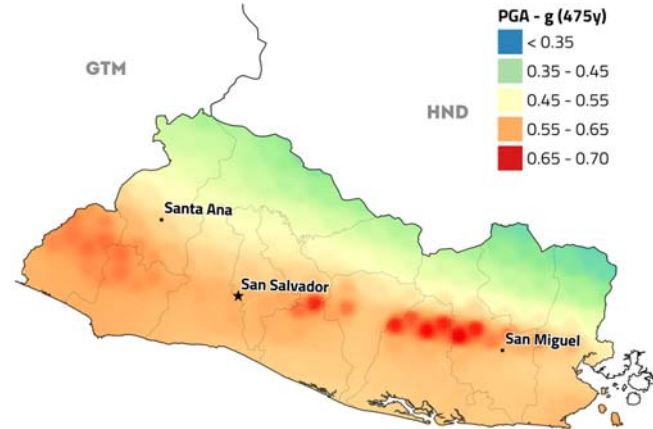 PGA - g (475y)
< 0.35
0.35 - 0.45
0.45 - 0.55
0.55 - 0.65
0.65 - 0.70
GTM
HND
Santa Ana
San Salvador
San Miguel